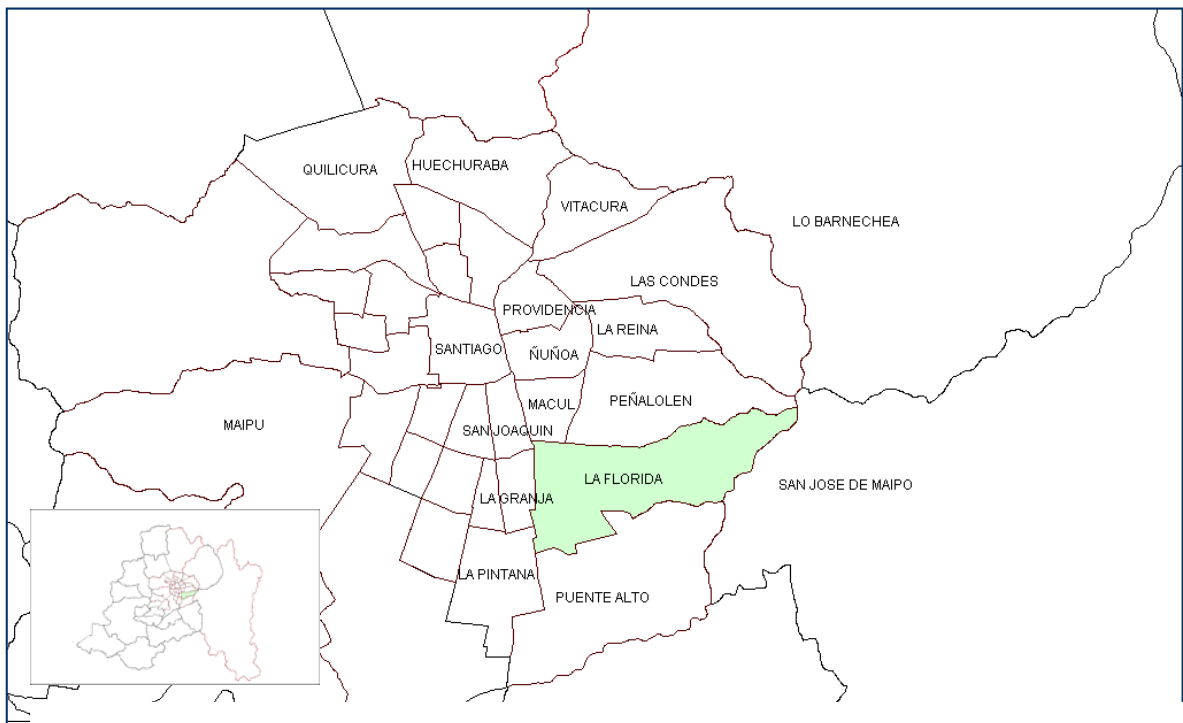 QUILICURA
HUECHURABA
VITACURA
LO BARNECHEA
LAS CONDES
PROVIDENCIA
LA REINA
SANTIAGO
ÑUÑOA
PEÑALOLEN
MACUL
MAIPU
SAN JOAQUIN
LA FLORIDA
SAN JOSE DE MAIPO
LA GRANJA
LA PINTANA
PUENTE ALTO